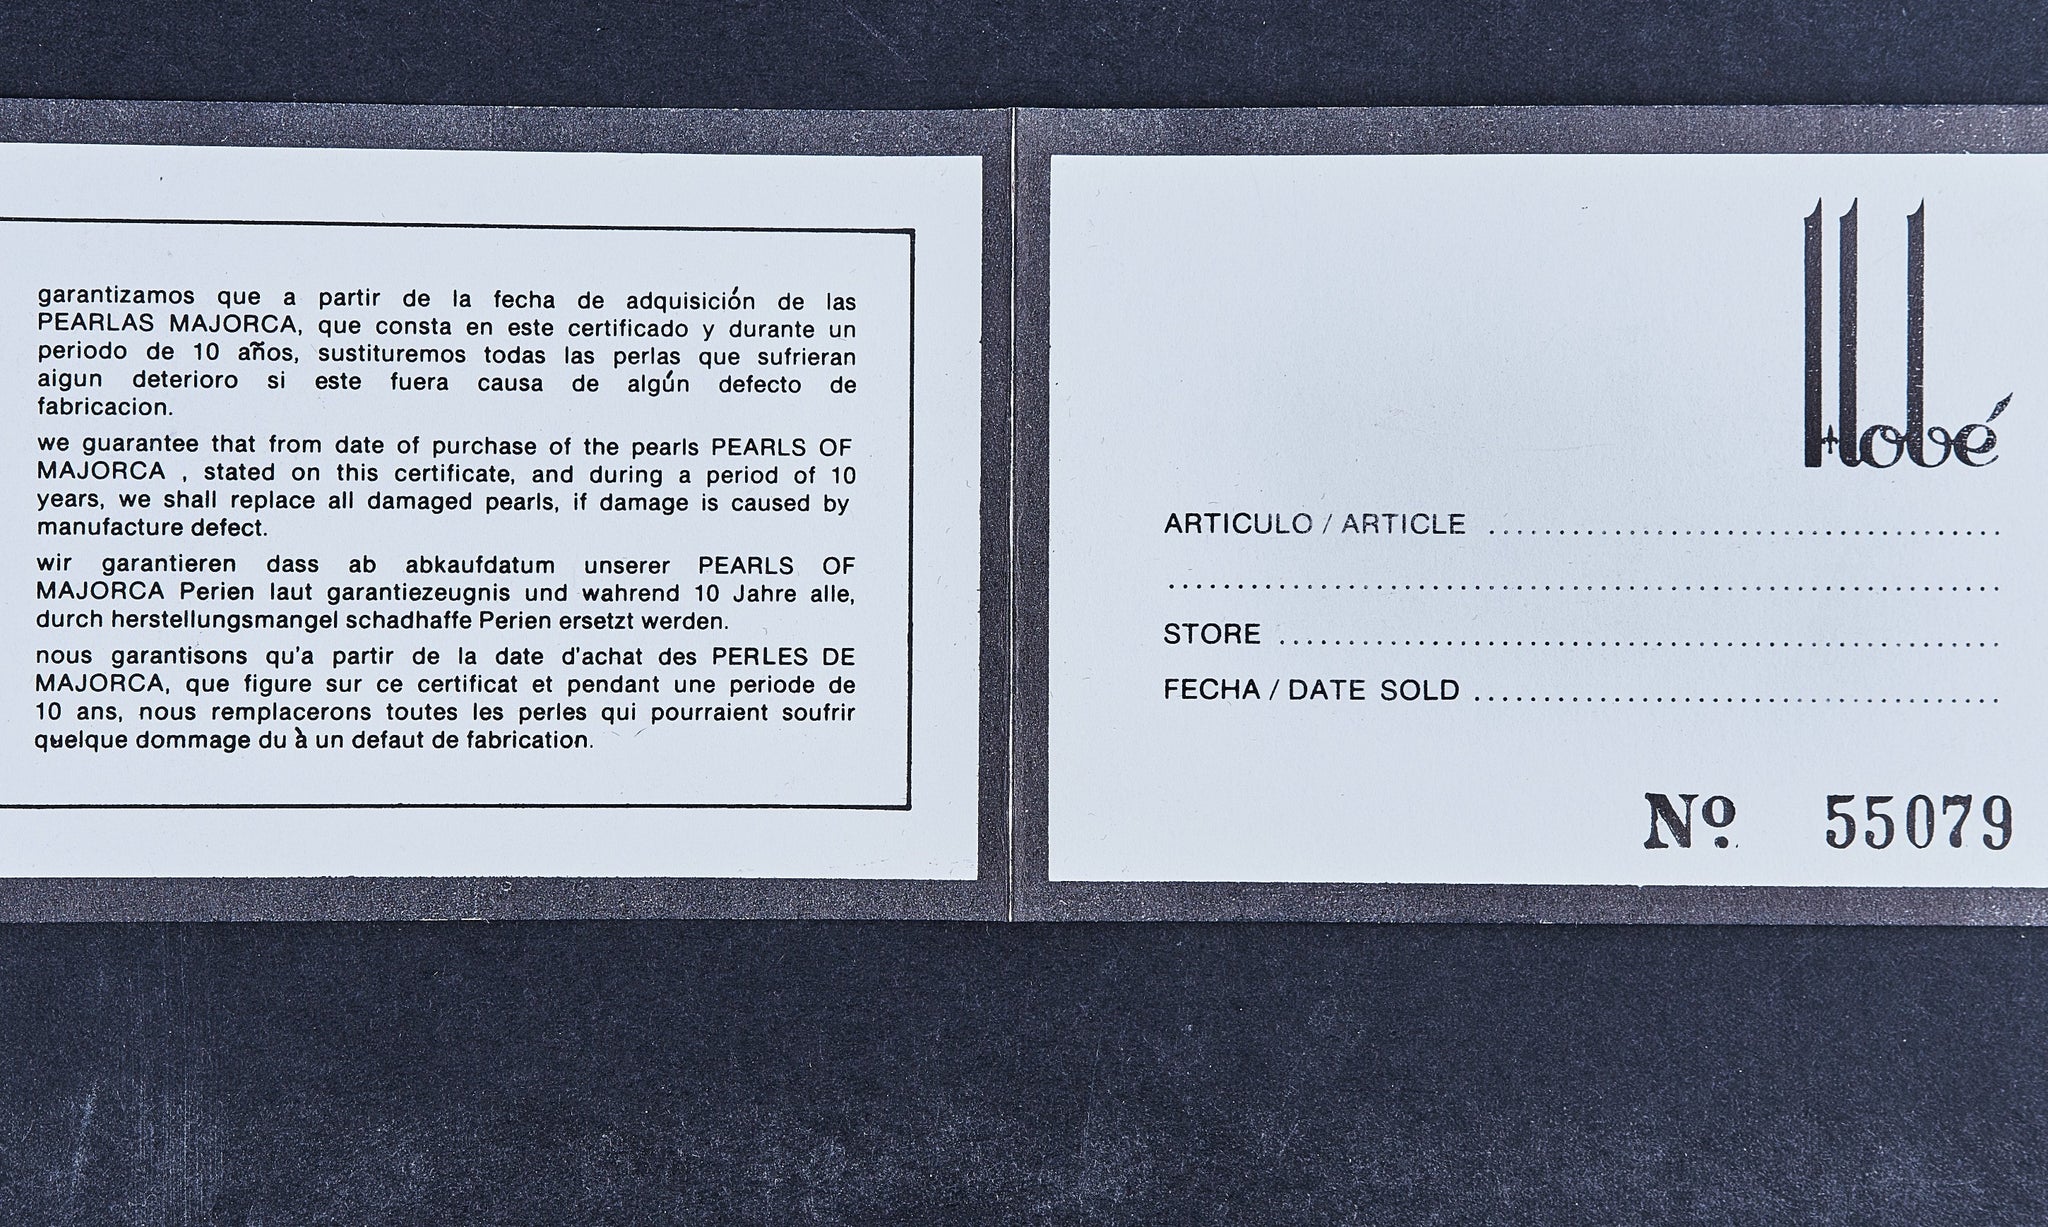 garantizamos que a partir de la fecha de adquisición de las
PEARLAS MAJORCA, que consta en este certificado y durante un
periodo de 10 años, sustituremos todas las perlas que sufrieran
aigun deterioro si este fuera causa de algún defecto de
fabricacion.
we guarantee that from date of purchase of the pearls PEARLS OF
MAJORCA , stated on this certificate, and during a period of 10
years, we shall replace all damaged pearls, if damage is caused by
manufacture defect.
wir garantieren dass ab abkaufdatum unserer PEARLS OF
MAJORCA Perien laut garantiezeugnis und wahrend 10 Jahre alle,
durch herstellungsmangel schadhaffe Perien ersetzt werden.
nous garantisons qu'a partir de la date d'achat des PERLES DE
MAJORCA, que figure sur ce certificat et pendant une periode de
10 ans, nous remplacerons toutes les perles qui pourraient soufrir
quelque dommage du à un defaut de fabrication.
Hobé
ARTICULO / ARTICLE ....................................
............................................................
STORE ....................................................
FECHA / DATE SOLD ......................................
Nº 55079